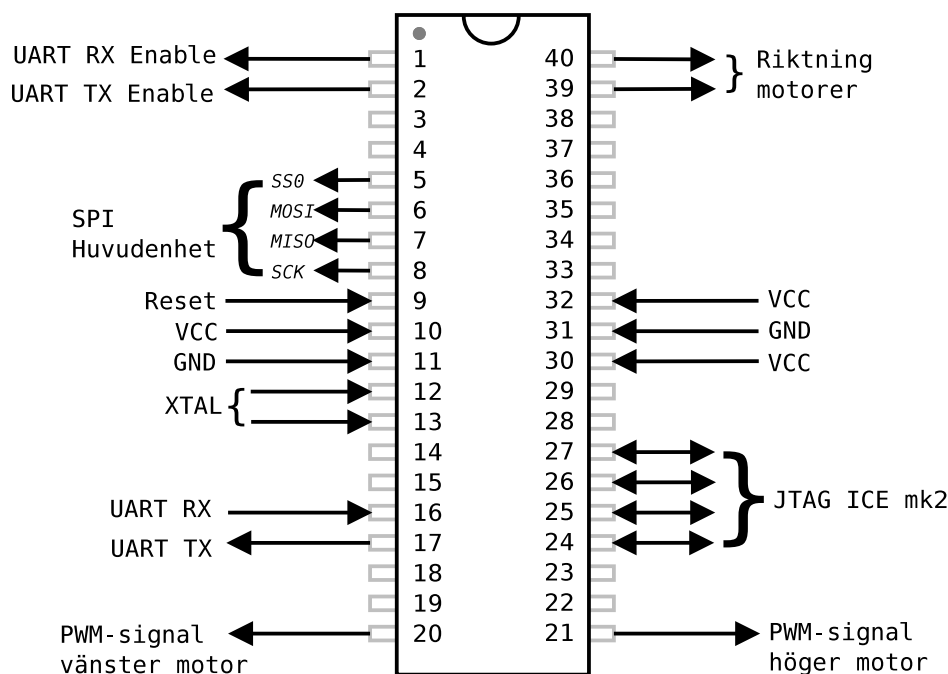 UART RX Enable
UART TX Enable
SPI
Huvudenhet
SS0
MOSI
MISO
SCK
Reset
VCC
GND
XTAL
UART RX
UART TX
PWM-signal
vänster motor
1
2
3
4
5
6
7
8
9
10
11
12
13
14
15
16
17
18
19
20
40
39
38
37
36
35
34
33
32
31
30
29
28
27
26
25
24
23
22
21
Riktning
motorer
VCC
GND
VCC
JTAG ICE mk2
PWM-signal
höger motor